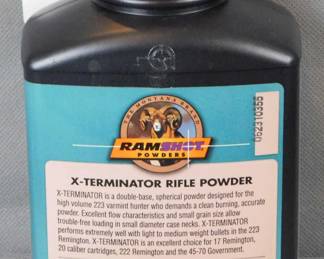 THE MONTANA BRAND
RAMSHOT
POWDERS
062310355
X-TERMINATOR RIFLE POWDER
X-TERMINATOR is a double-base, spherical powder designed for the
high volume 223 varmint hunter who demands a clean burning, accurate
powder. Excellent flow characteristics and small grain size allow
trouble-free loading in small diameter case necks. X-TERMINATOR
performs extremely well with light to medium weight bullets in the 223
Remington. X-TERMINATOR is an excellent choice for 17 Remington,
20 caliber cartridges, 222 Remington and the 45-70 Government.